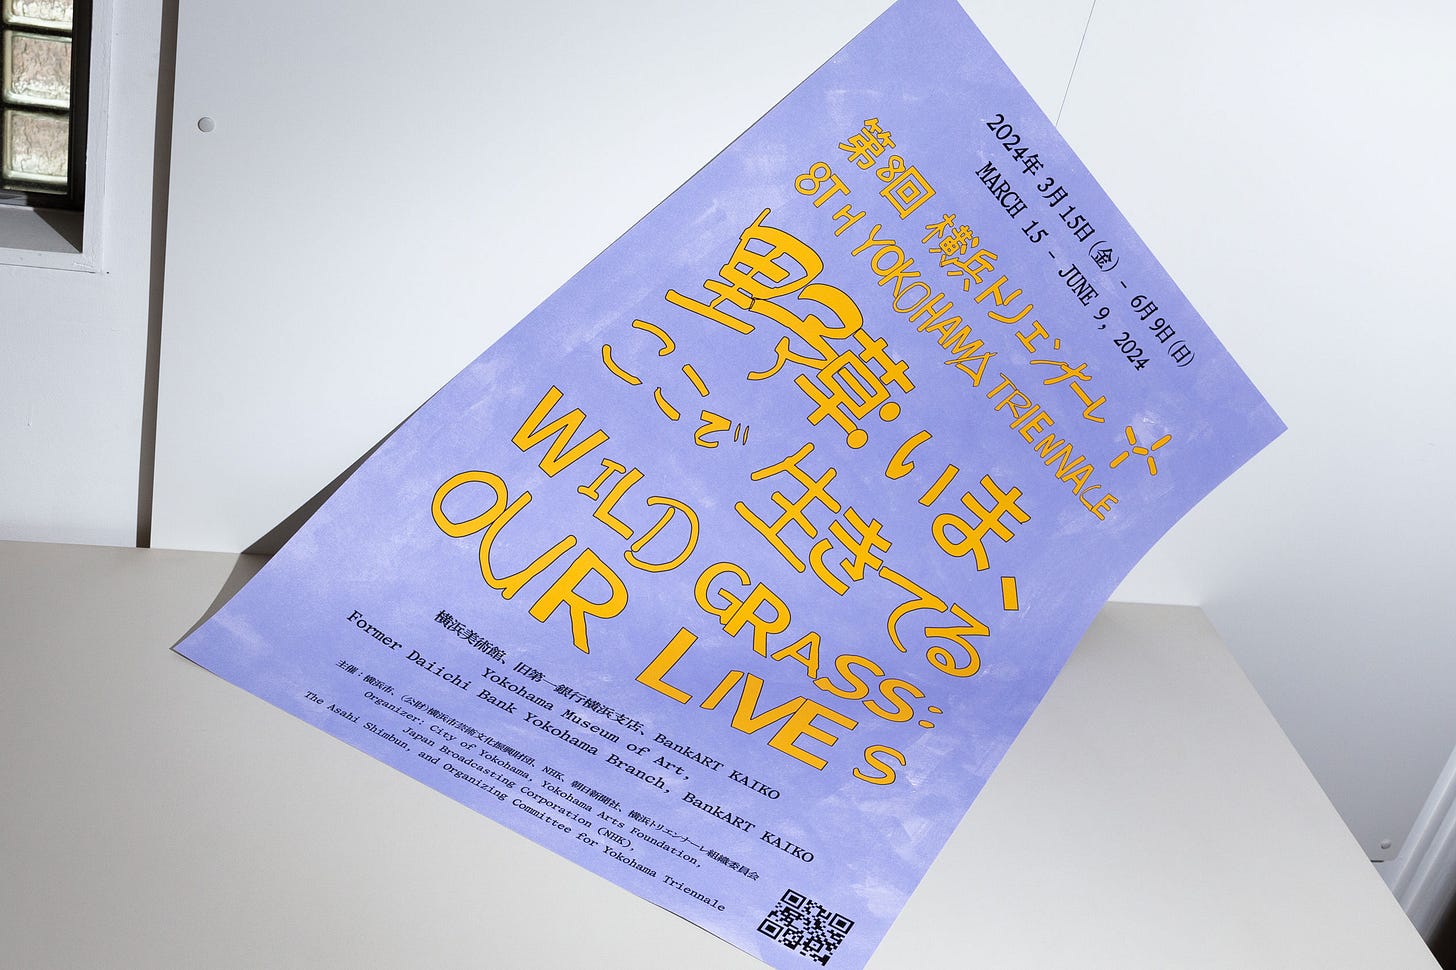 2024年 3月15日(金) – 6月9日(日)
MARCH 15 – JUNE 9, 2024
第8回 横浜トリエンナーレ
8TH YOKOHAMA TRIENNALE
野草:いま、
ここで 生きてる
WILD GRASS:
OUR LIVES
横浜美術館、旧第一銀行横浜支店、BankART KAIKO
Yokohama Museum of Art,
Former Daiichi Bank Yokohama Branch, BankART KAIKO
主催:横浜市、(公財)横浜市芸術文化振興財団、NHK、朝日新聞社、横浜トリエンナーレ組織委員会
Organizer: City of Yokohama, Yokohama Arts Foundation,
Japan Broadcasting Corporation (NHK),
The Asahi Shimbun, and Organizing Committee for Yokohama Triennale